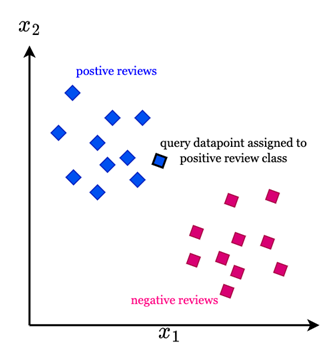 x2
postive reviews
query datapoint assigned to
positive review class
negative reviews
x1